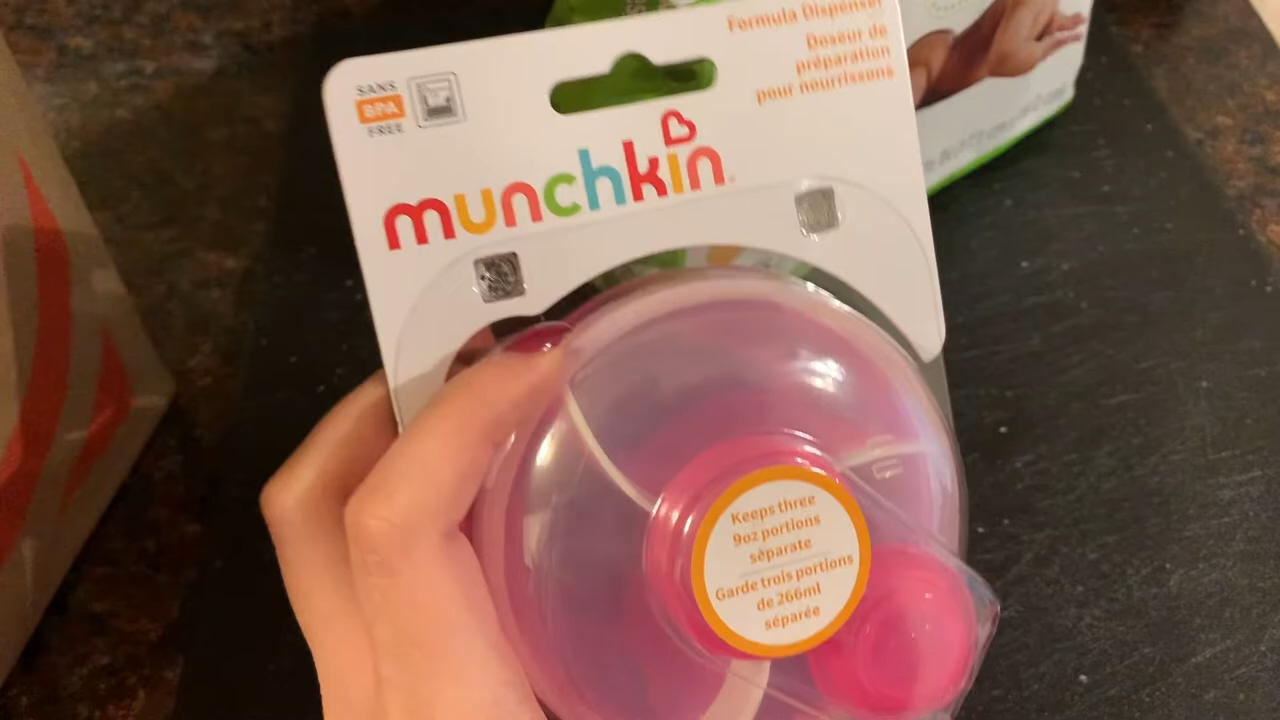 Formula Dispenser
Doseur de
préparation
pour nourrissons
SANS
BPA
FREE
munchkin
Keeps three
9oz portions
sèparate
Garde trois portions
de 266ml
séparée